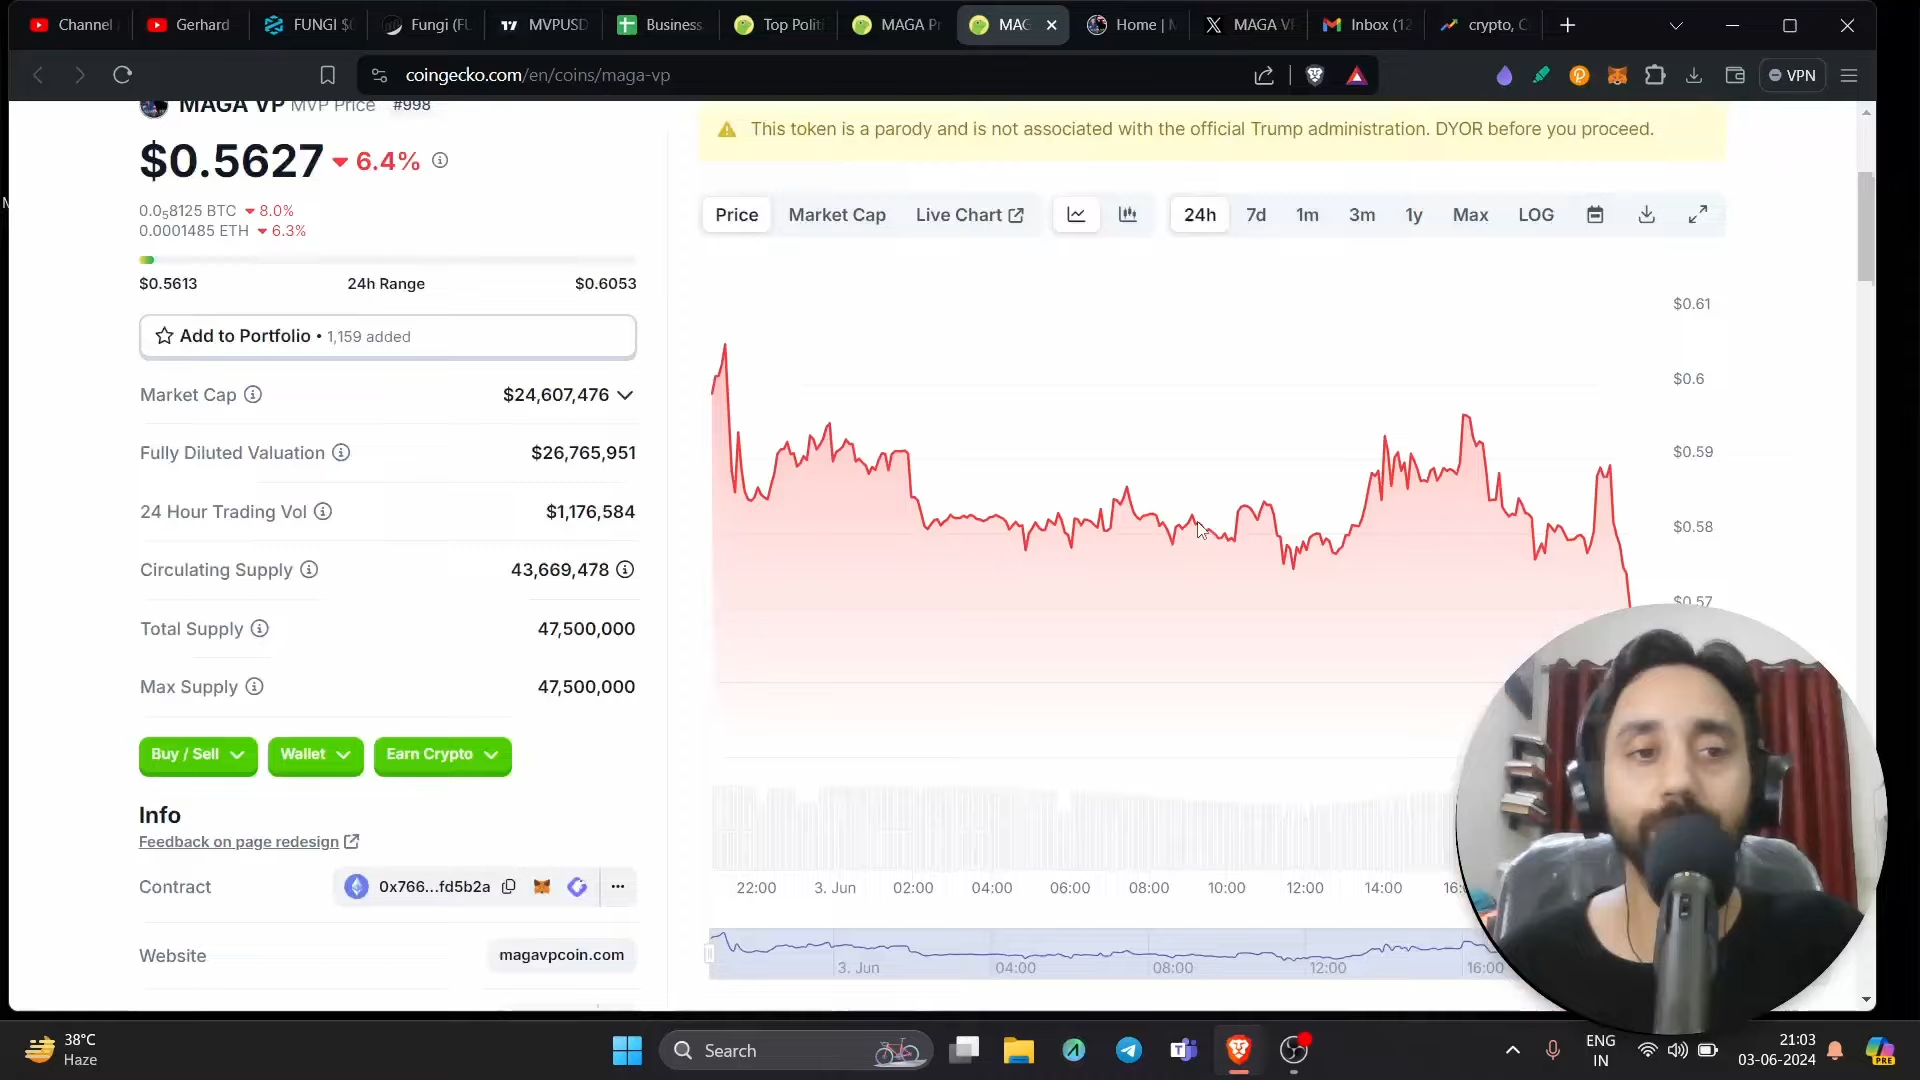 Channel
Gerhard
FUNGI $0
Fungi (FU
MVPUSD
Business
Top Polit
MAGA Pr
MAG
Home | M
MAGA VP
Inbox (12
crypto, C
coingecko.com/en/coins/maga-vp
VPN
MAGA VP MVP Price #998
$0.5627 6.4%
0.0₅8125 BTC 8.0%
0.0001485 ETH 6.3%
$0.5613 24h Range $0.6053
Add to Portfolio • 1,159 added
Market Cap $24,607,476
Fully Diluted Valuation $26,765,951
24 Hour Trading Vol $1,176,584
Circulating Supply 43,669,478
Total Supply 47,500,000
Max Supply 47,500,000
Buy / Sell Wallet Earn Crypto
Info
Feedback on page redesign
Contract 0x766...fd5b2a
Website magavpcoin.com
This token is a parody and is not associated with the official Trump administration. DYOR before you proceed.
Price Market Cap Live Chart 24h 7d 1m 3m 1y Max LOG
$0.61
$0.6
$0.59
$0.58
$0.57
22:00 3. Jun 02:00 04:00 06:00 08:00 10:00 12:00 14:00 16:
3. Jun 04:00 08:00 12:00 16:00
38°C
Haze
Search
ENG
IN
21:03
03-06-2024
PRE